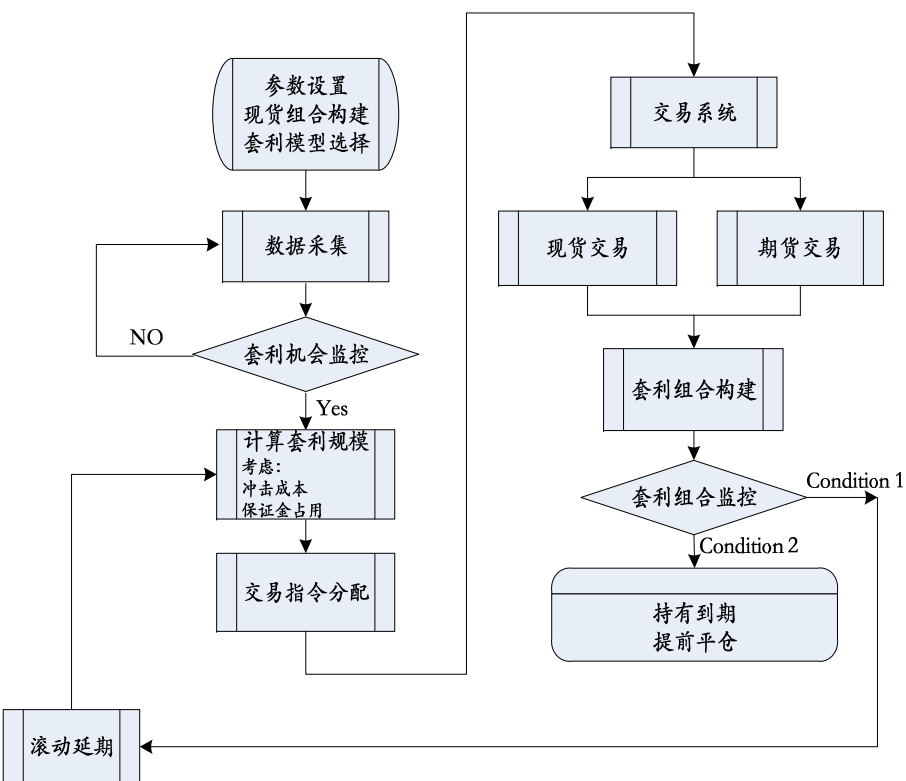 参数设置
现货组合构建
套利模型选择
数据采集
NO
套利机会监控
Yes
计算套利规模
考虑：
冲击成本
保证金占用
交易指令分配
交易系统
现货交易
期货交易
套利组合构建
套利组合监控
Condition 1
Condition 2
持有到期
提前平仓
滚动延期